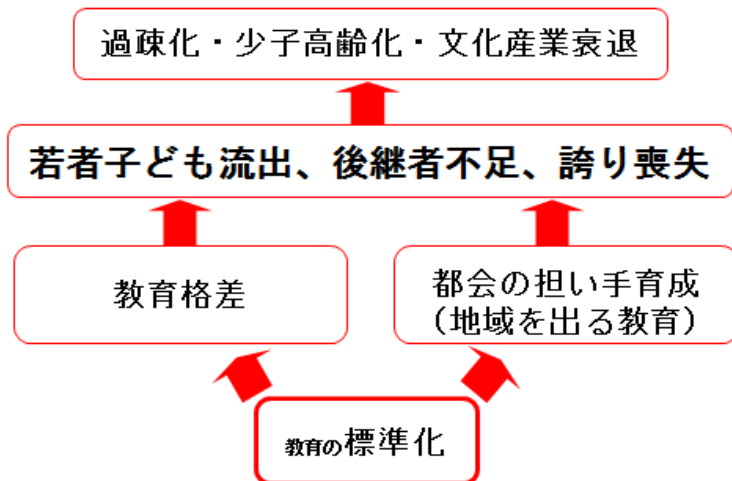 過疎化・少子高齢化・文化産業衰退
若者子ども流出、後継者不足、誇り喪失
教育格差
都会の担い手育成
（地域を出る教育）
教育の標準化